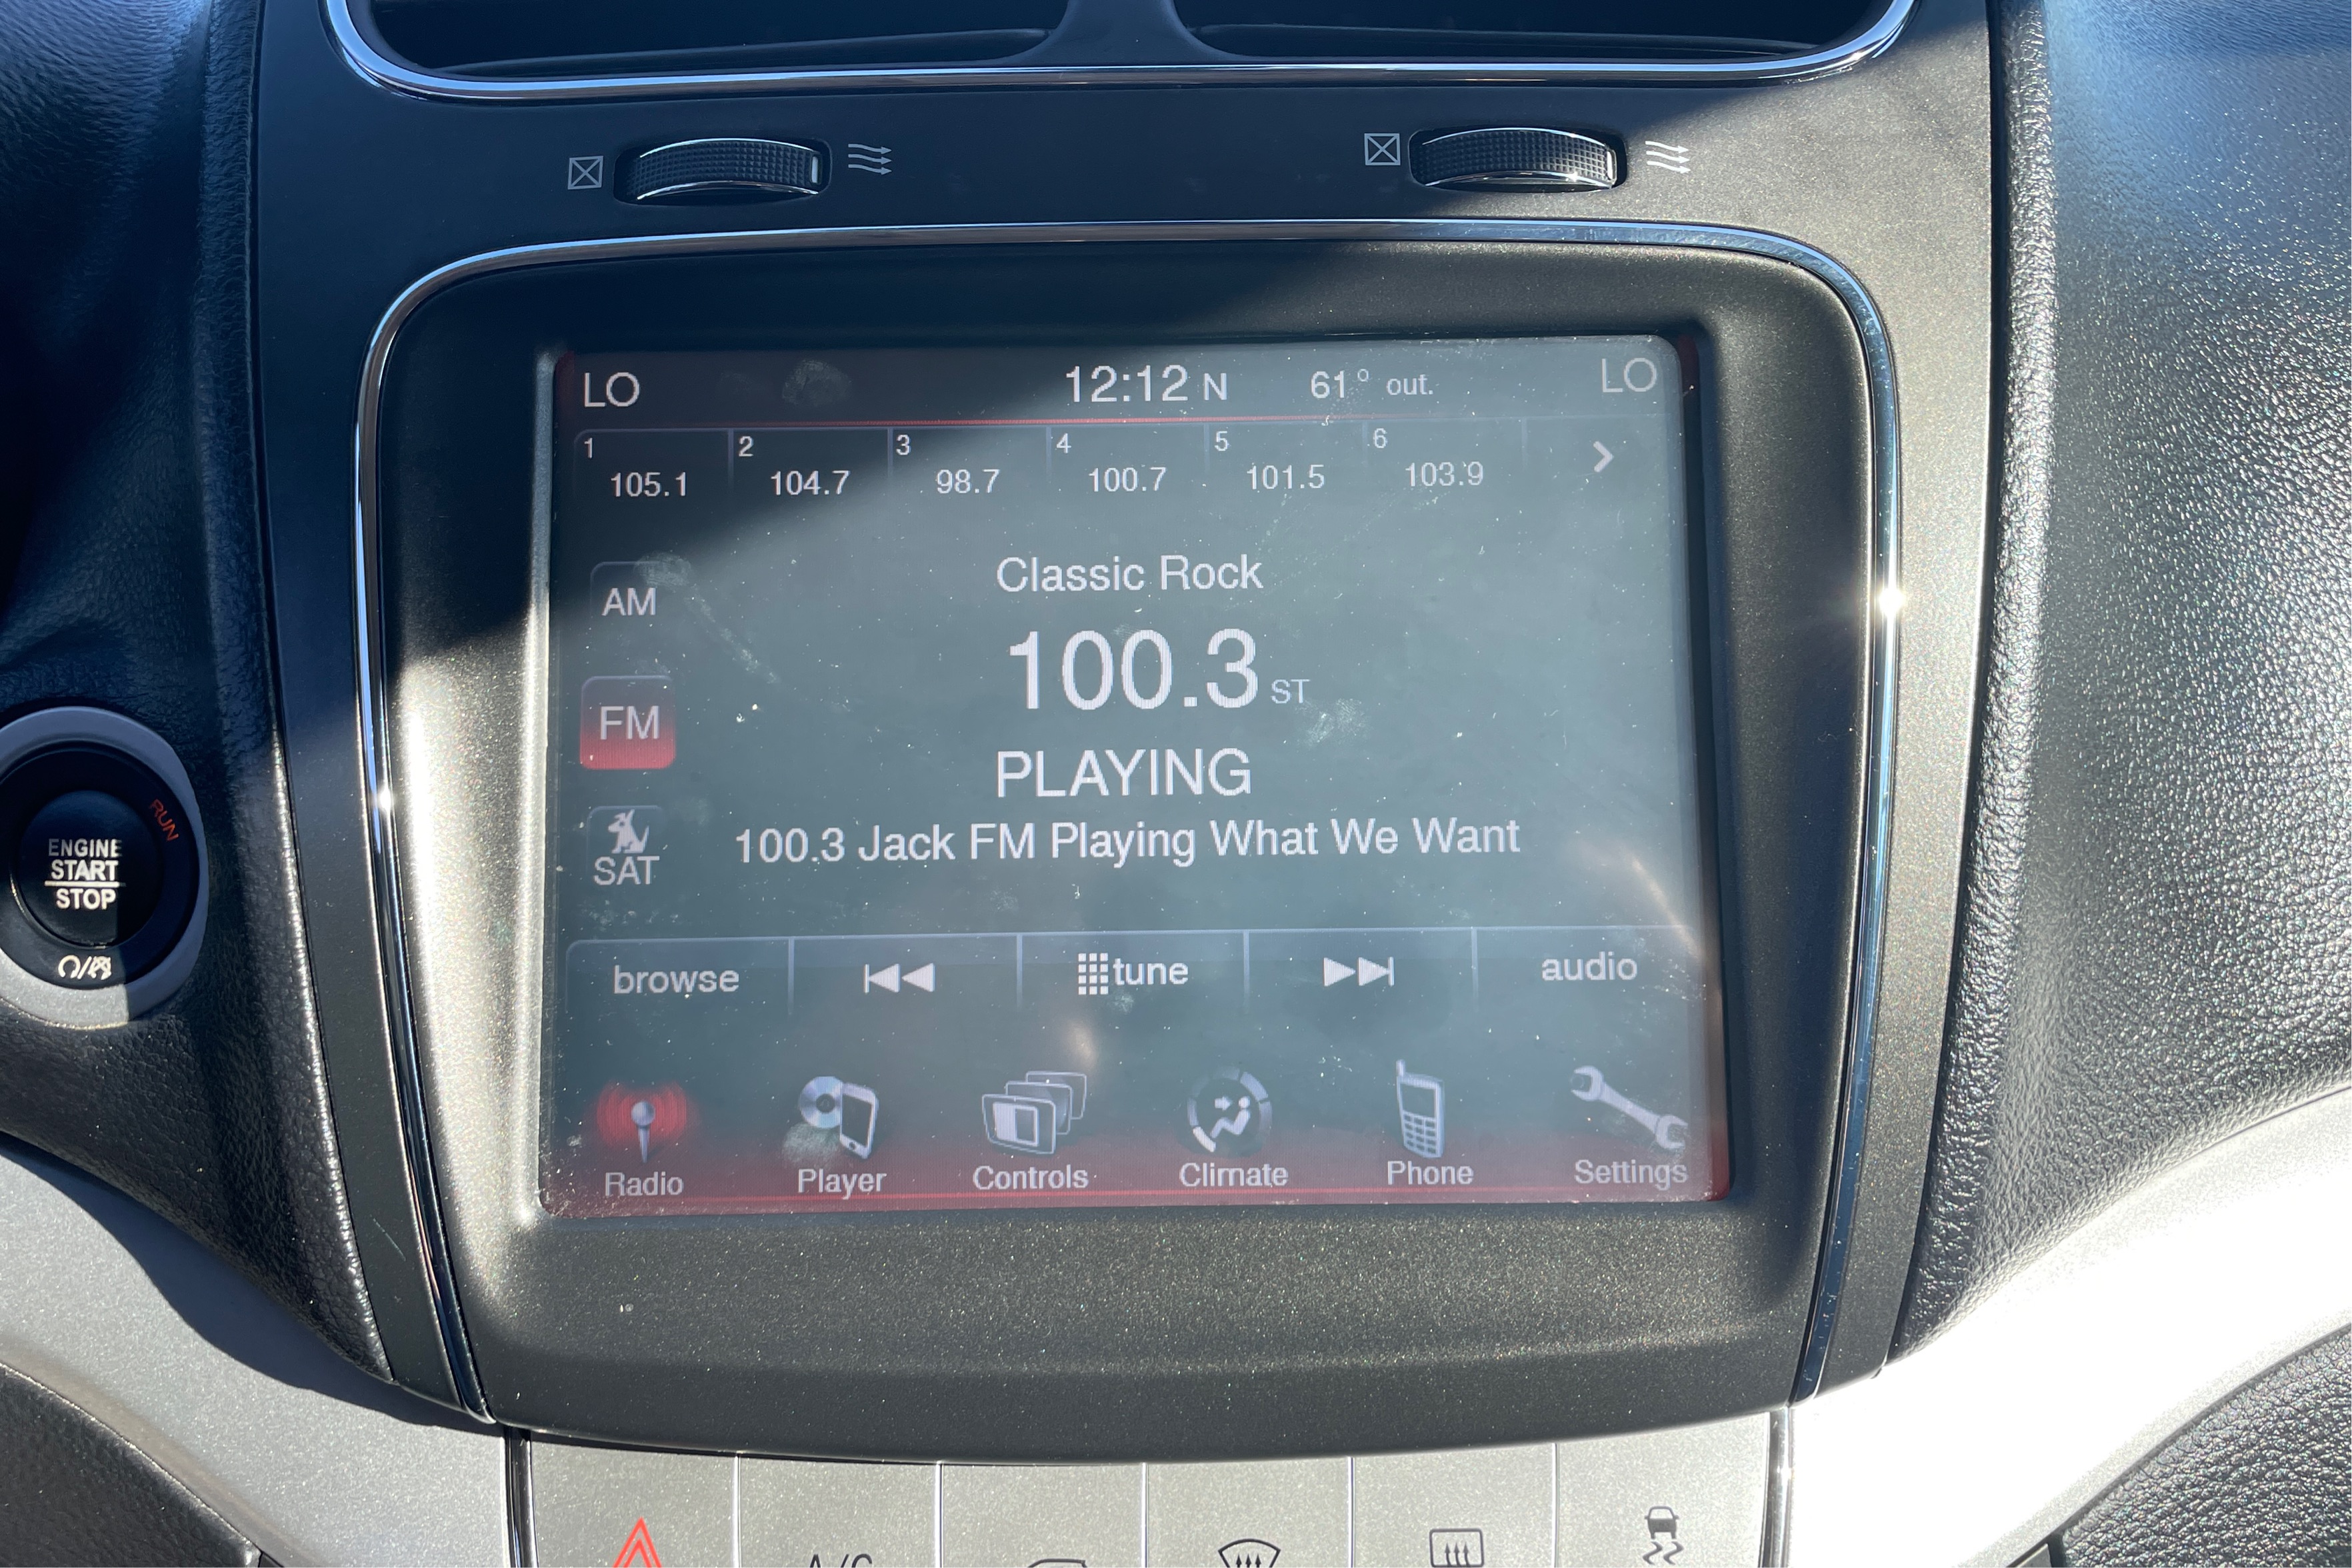 LO 12:12 N 61° out. LO
1 2 3 4 5 6
105.1 104.7 98.7 100.7 101.5 103.9
Classic Rock
AM
100.3 ST
FM
PLAYING
100.3 Jack FM Playing What We Want
SAT
RUN
ENGINE
START
STOP
browse tune audio
Radio Player Controls Climate Phone Settings
A/C